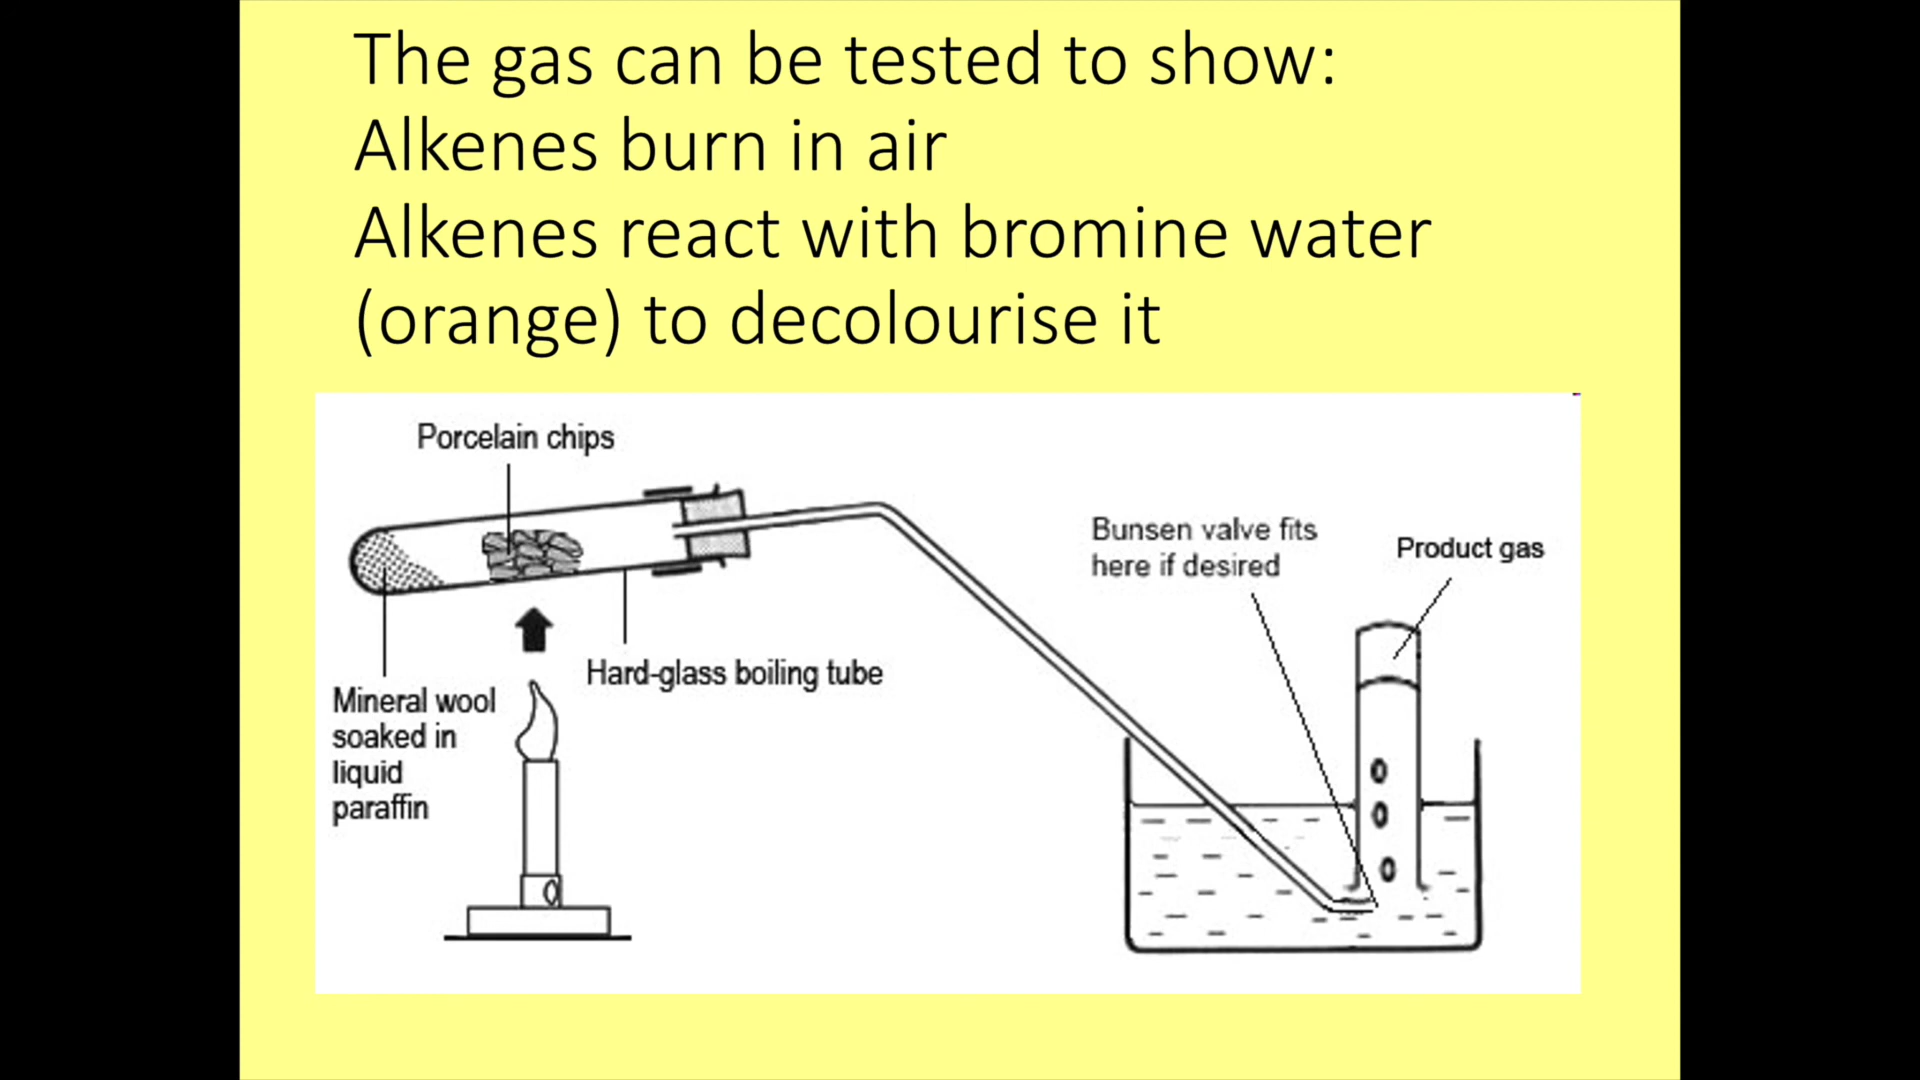 The gas can be tested to show:
Alkenes burn in air
Alkenes react with bromine water
(orange) to decolourise it
Porcelain chips
Bunsen valve fits
here if desired
Product gas
Hard-glass boiling tube
Mineral wool
soaked in
liquid
paraffin